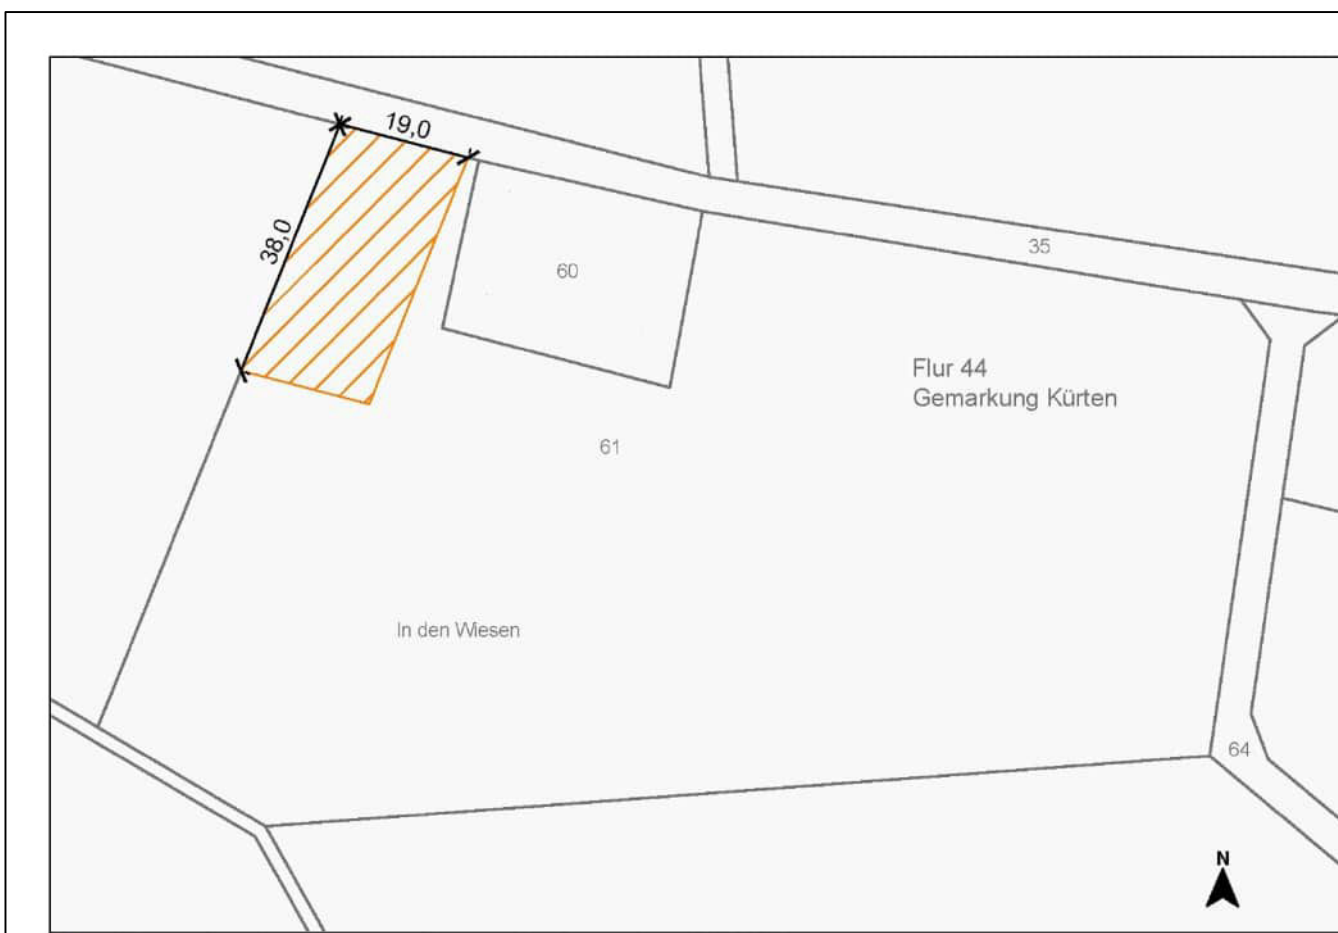 19,0
38,0
35
60
Flur 44
Gemarkung Kürten
61
In den Wiesen
64
N